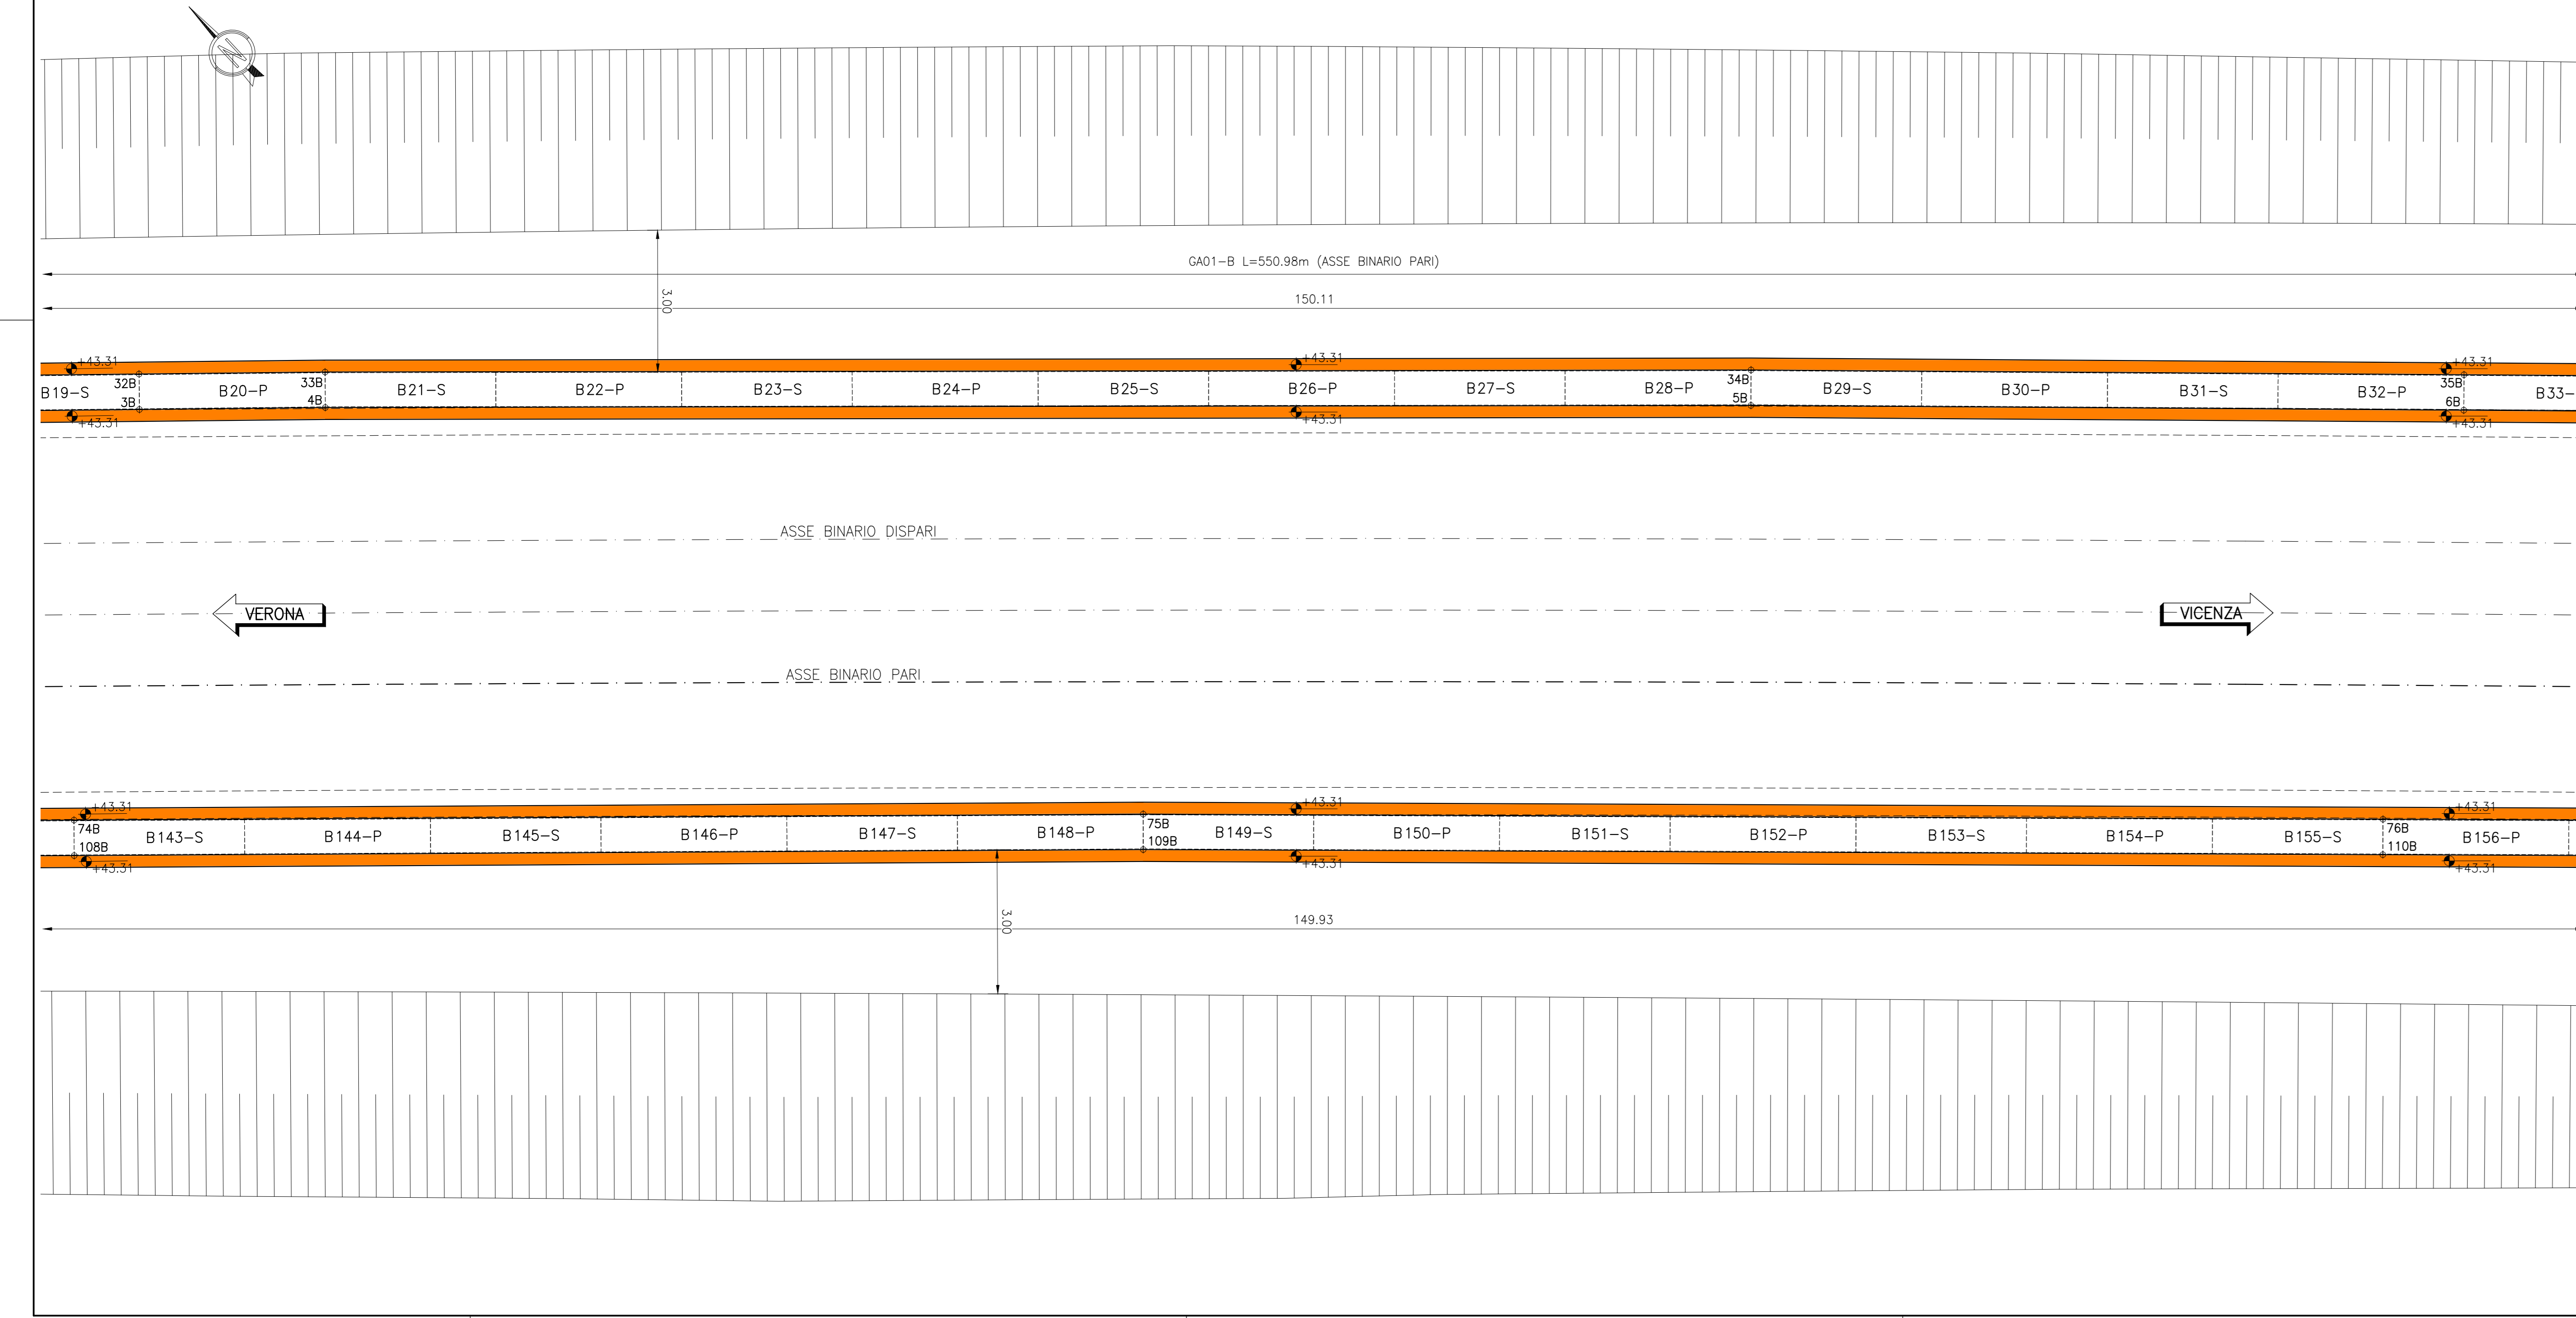 N
GA01-B L=550.98m (ASSE BINARIO PARI)
3.00
150.11
+43.31 +43.31 +43.31
B19-S 32B B20-P 33B B21-S B22-P B23-S B24-P B25-S B26-P B27-S B28-P 34B B29-S B30-P B31-S B32-P 35B B33-
3B 4B 5B 6B
+43.31 +43.31 +43.31
ASSE BINARIO DISPARI
VERONA VICENZA
ASSE BINARIO PARI
+43.31 +43.31 +43.31
74B B143-S B144-P B145-S B146-P B147-S B148-P 75B B149-S B150-P B151-S B152-P B153-S B154-P B155-S 76B B156-P
108B 109B 110B
+43.31 +43.31 +43.31
3.00
149.93